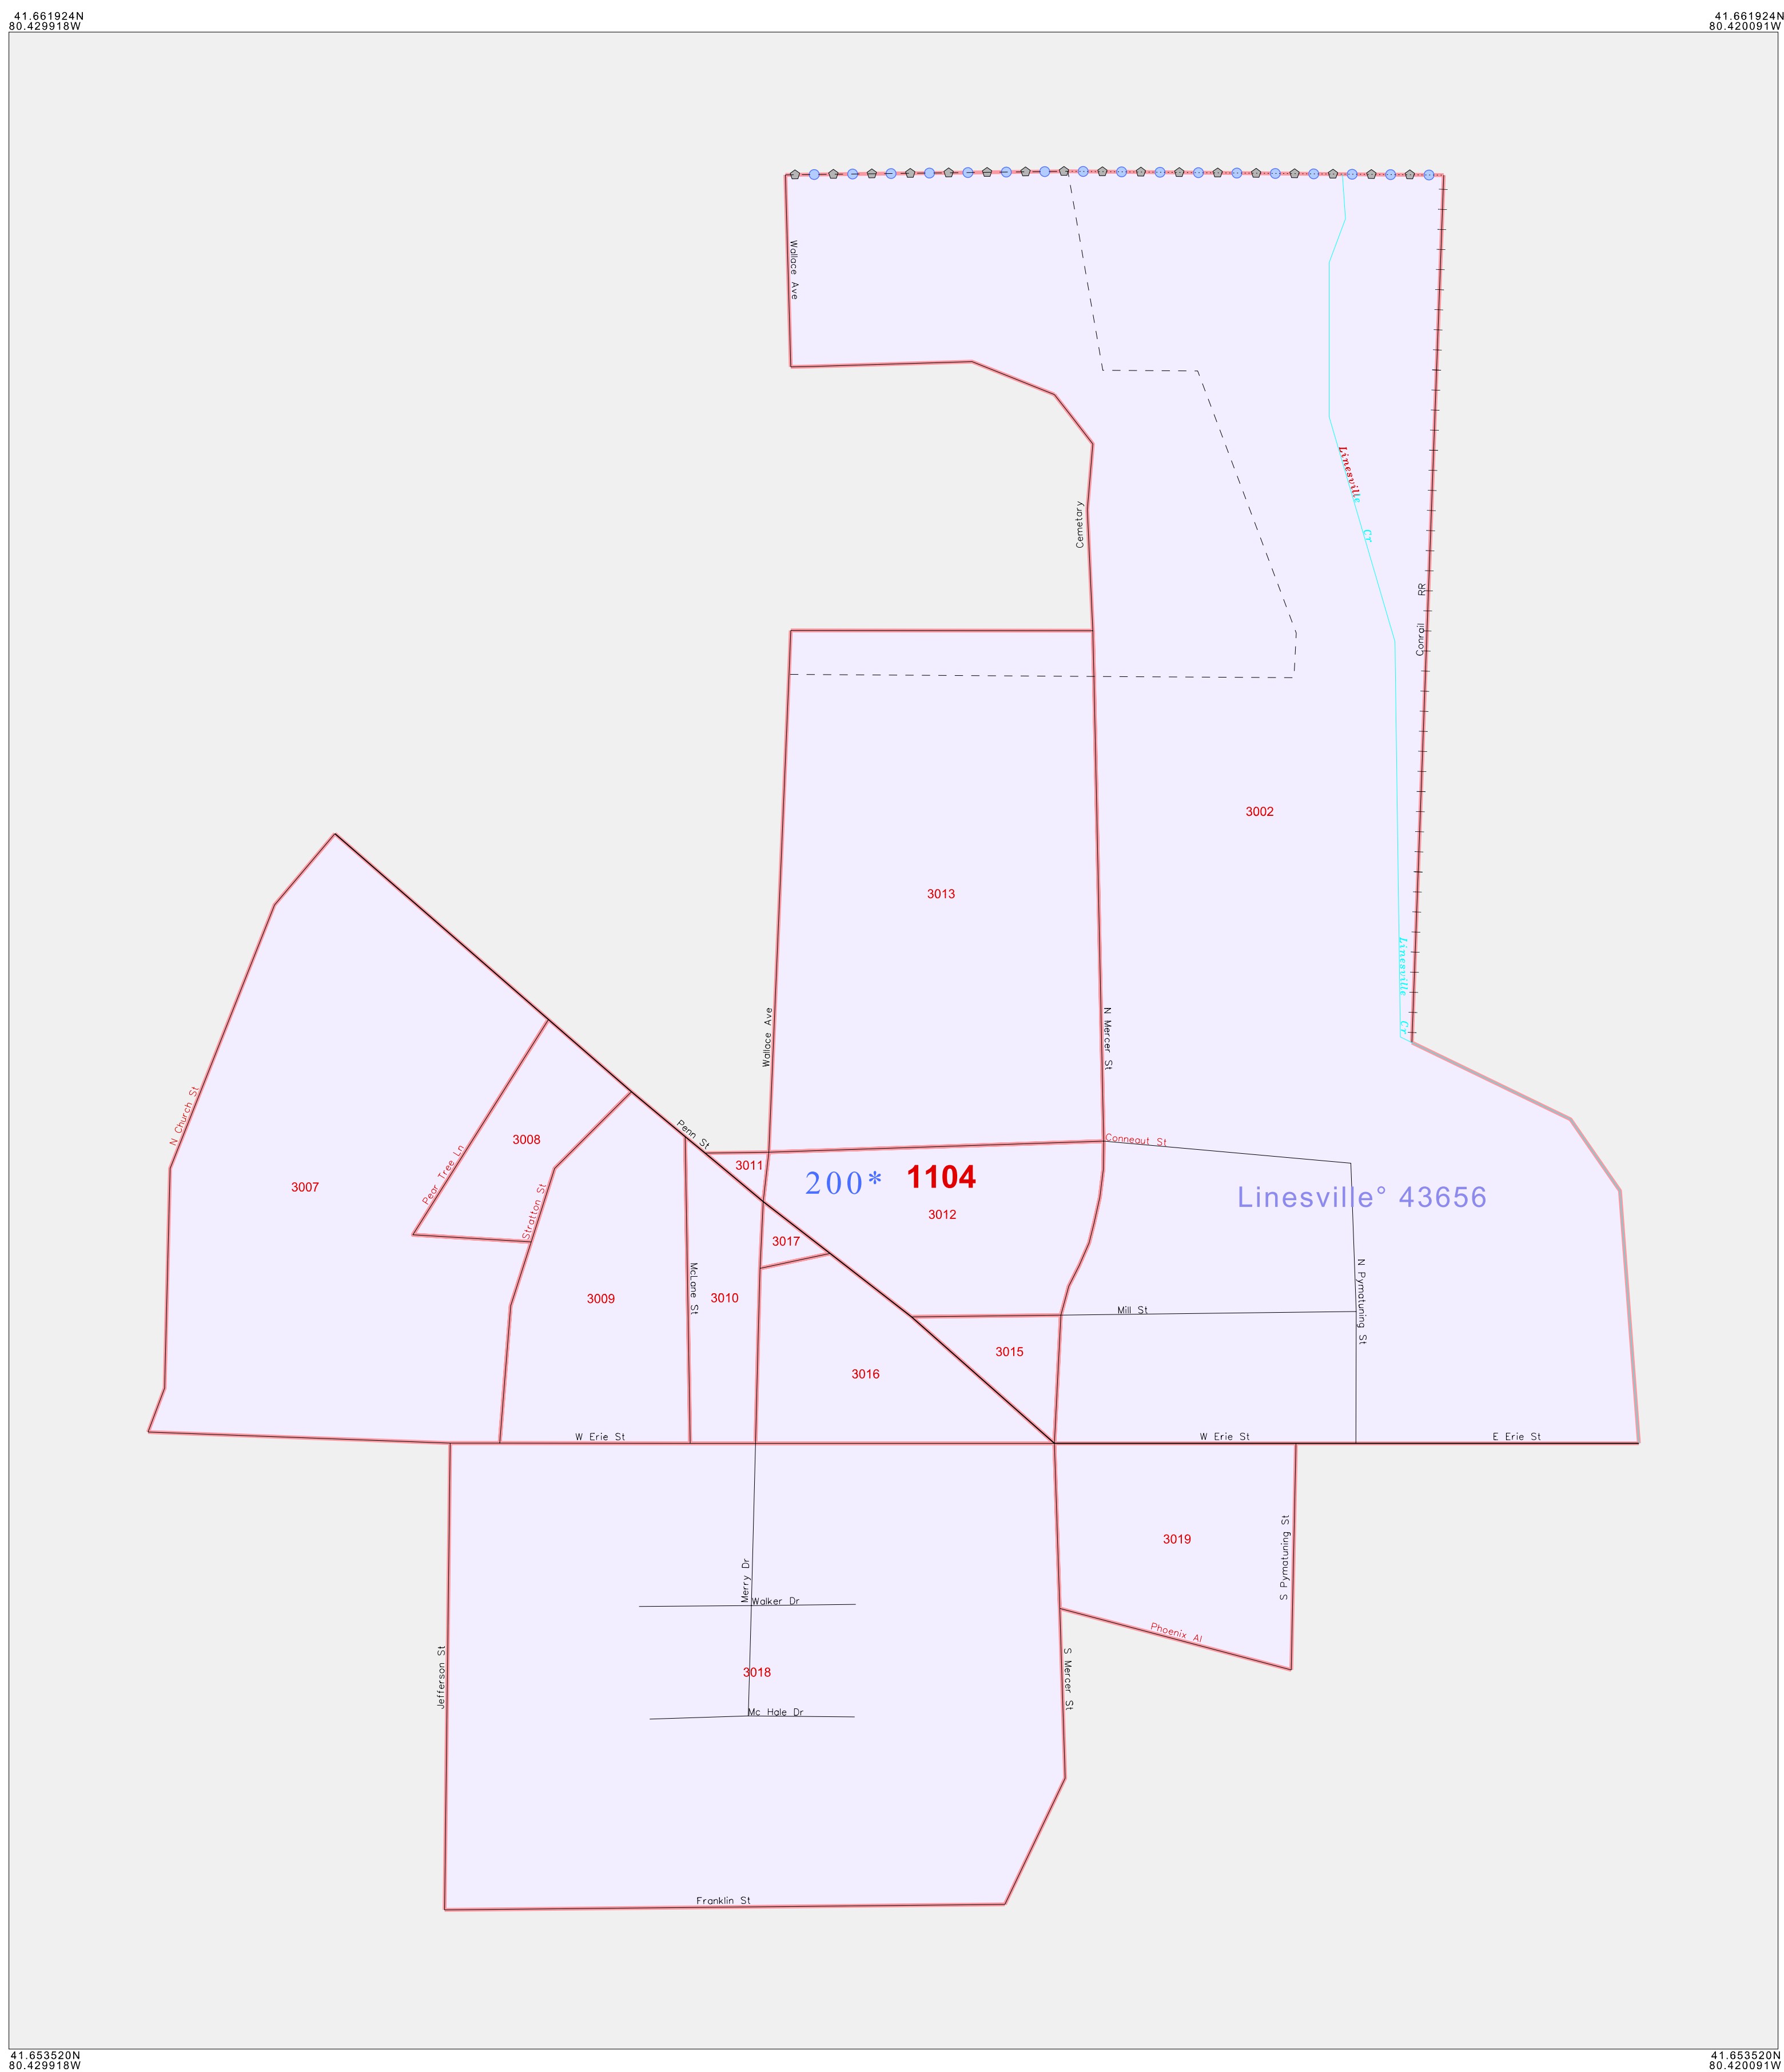 41.661924N
80.429918W
41.661924N
80.420091W
Wallace Ave
Linesville Cr
Cemetary
Conrail RR
3002
3013
Linesville Cr
Wallace Ave
N Mercer St
N Church St
Penn St
Conneaut St
3008
Pear Tree Ln
3011
200* 1104
3007
Stratton St
Linesville° 43656
3012
3017
3009
McLane St
3010
N Pymatuning St
Mill St
3015
3016
W Erie St
W Erie St
E Erie St
3019
S Pymatuning St
Merry Dr
Walker Dr
Phoenix Al
Jefferson St
3018
S Mercer St
Mc Hale Dr
Franklin St
41.653520N
80.429918W
41.653520N
80.420091W